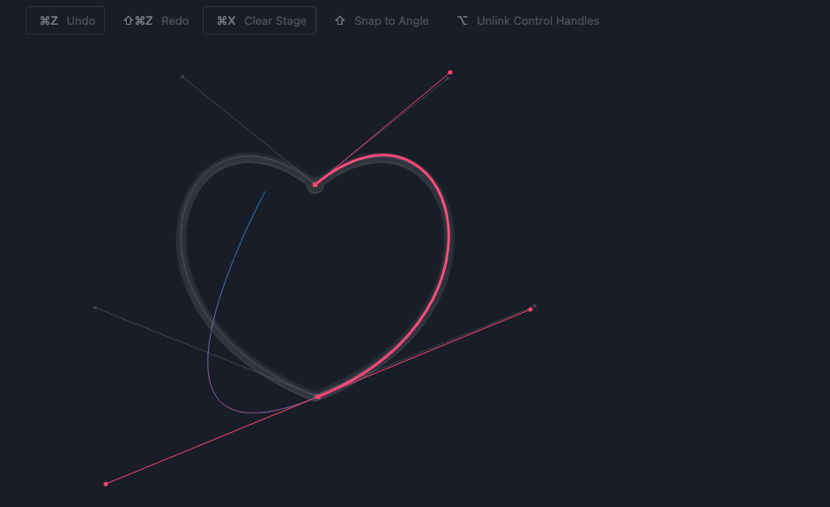 ⌘Z Undo ⇧⌘Z Redo ⌘X Clear Stage ⇧ Snap to Angle ⌥ Unlink Control Handles